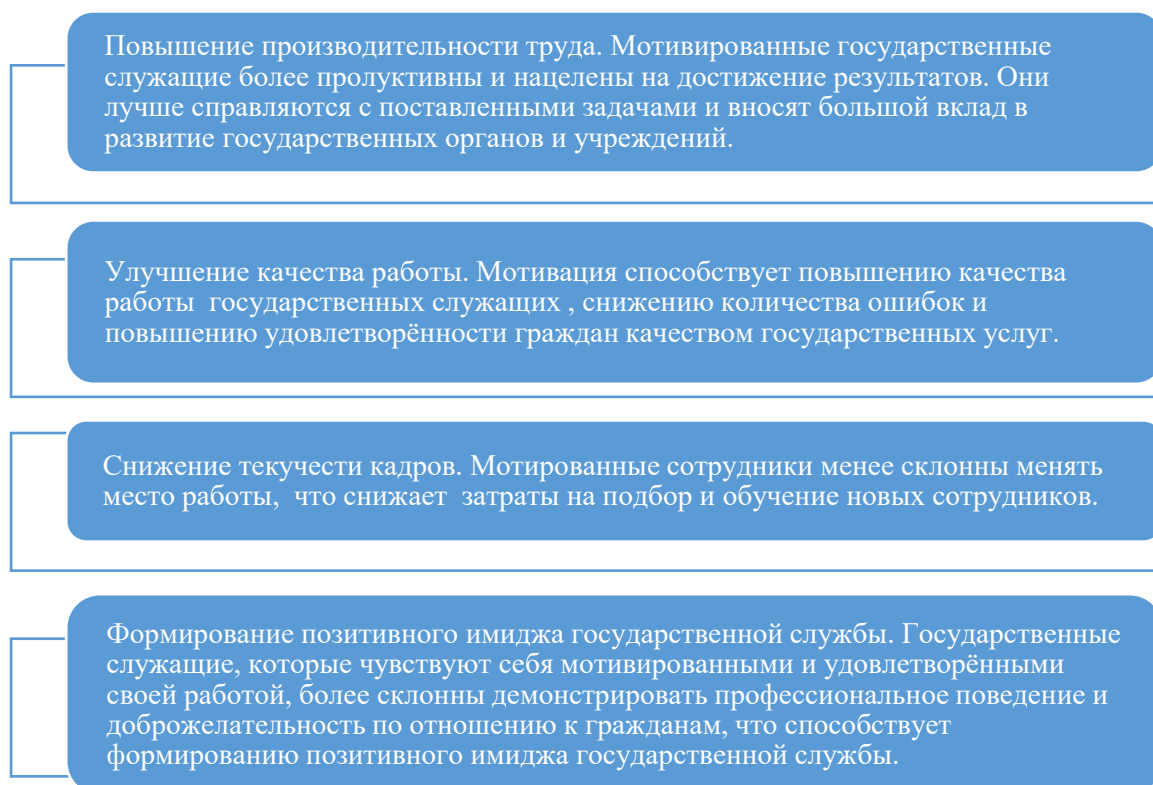 Повышение производительности труда. Мотивированные государственные
служащие более пролуктивны и нацелены на достижение результатов. Они
лучше справляются с поставленными задачами и вносят большой вклад в
развитие государственных органов и учреждений.
Улучшение качества работы. Мотивация способствует повышению качества
работы  государственных служащих , снижению количества ошибок и
повышению удовлетворённости граждан качеством государственных услуг.
Снижение текучести кадров. Мотированные сотрудники менее склонны менять
место работы,  что снижает  затраты на подбор и обучение новых сотрудников.
Формирование позитивного имиджа государственной службы. Государственные
служащие, которые чувствуют себя мотивированными и удовлетворёнными
своей работой, более склонны демонстрировать профессиональное поведение и
доброжелательность по отношению к гражданам, что способствует
формированию позитивного имиджа государственной службы.